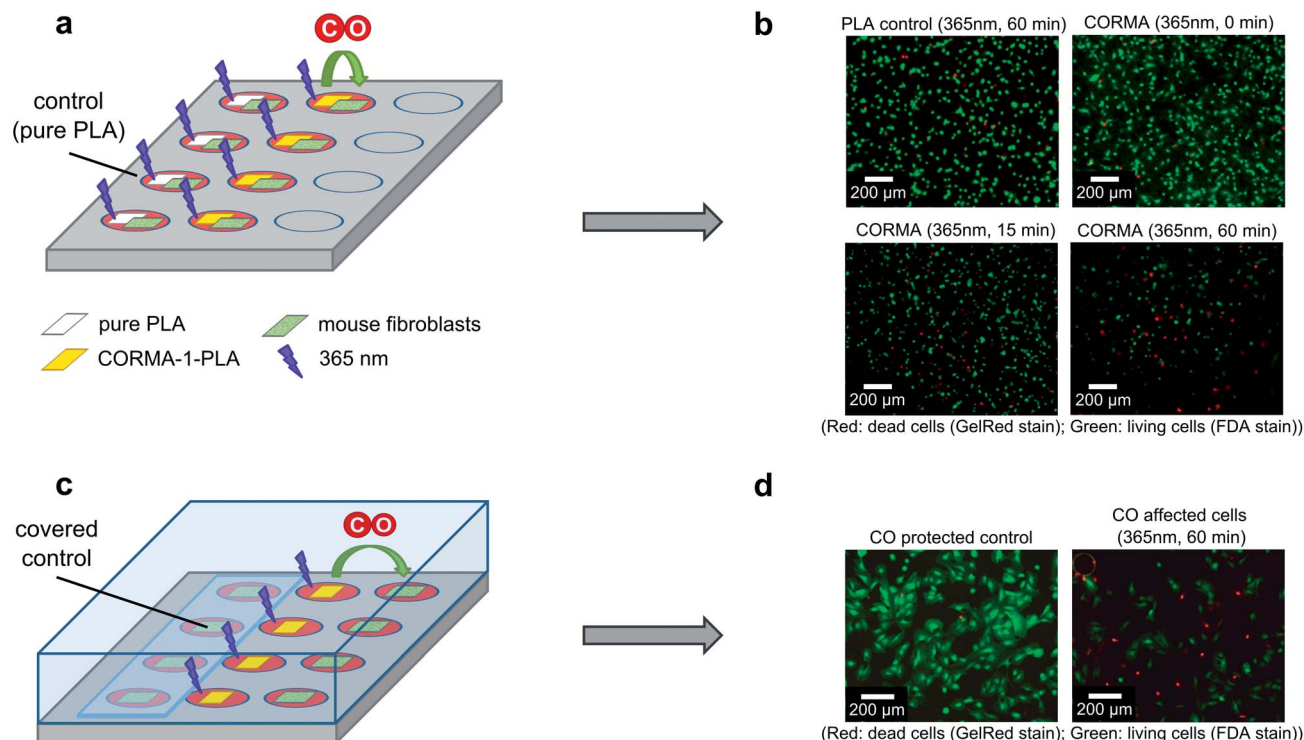 a
CO
control
(pure PLA)
pure PLA
mouse fibroblasts
CORMA-1-PLA
365 nm
b
PLA control (365nm, 60 min)
CORMA (365nm, 0 min)
200 µm
200 µm
CORMA (365nm, 15 min)
CORMA (365nm, 60 min)
200 µm
200 µm
(Red: dead cells (GelRed stain); Green: living cells (FDA stain))
c
CO
covered
control
d
CO protected control
CO affected cells
(365nm, 60 min)
200 µm
200 µm
(Red: dead cells (GelRed stain); Green: living cells (FDA stain))